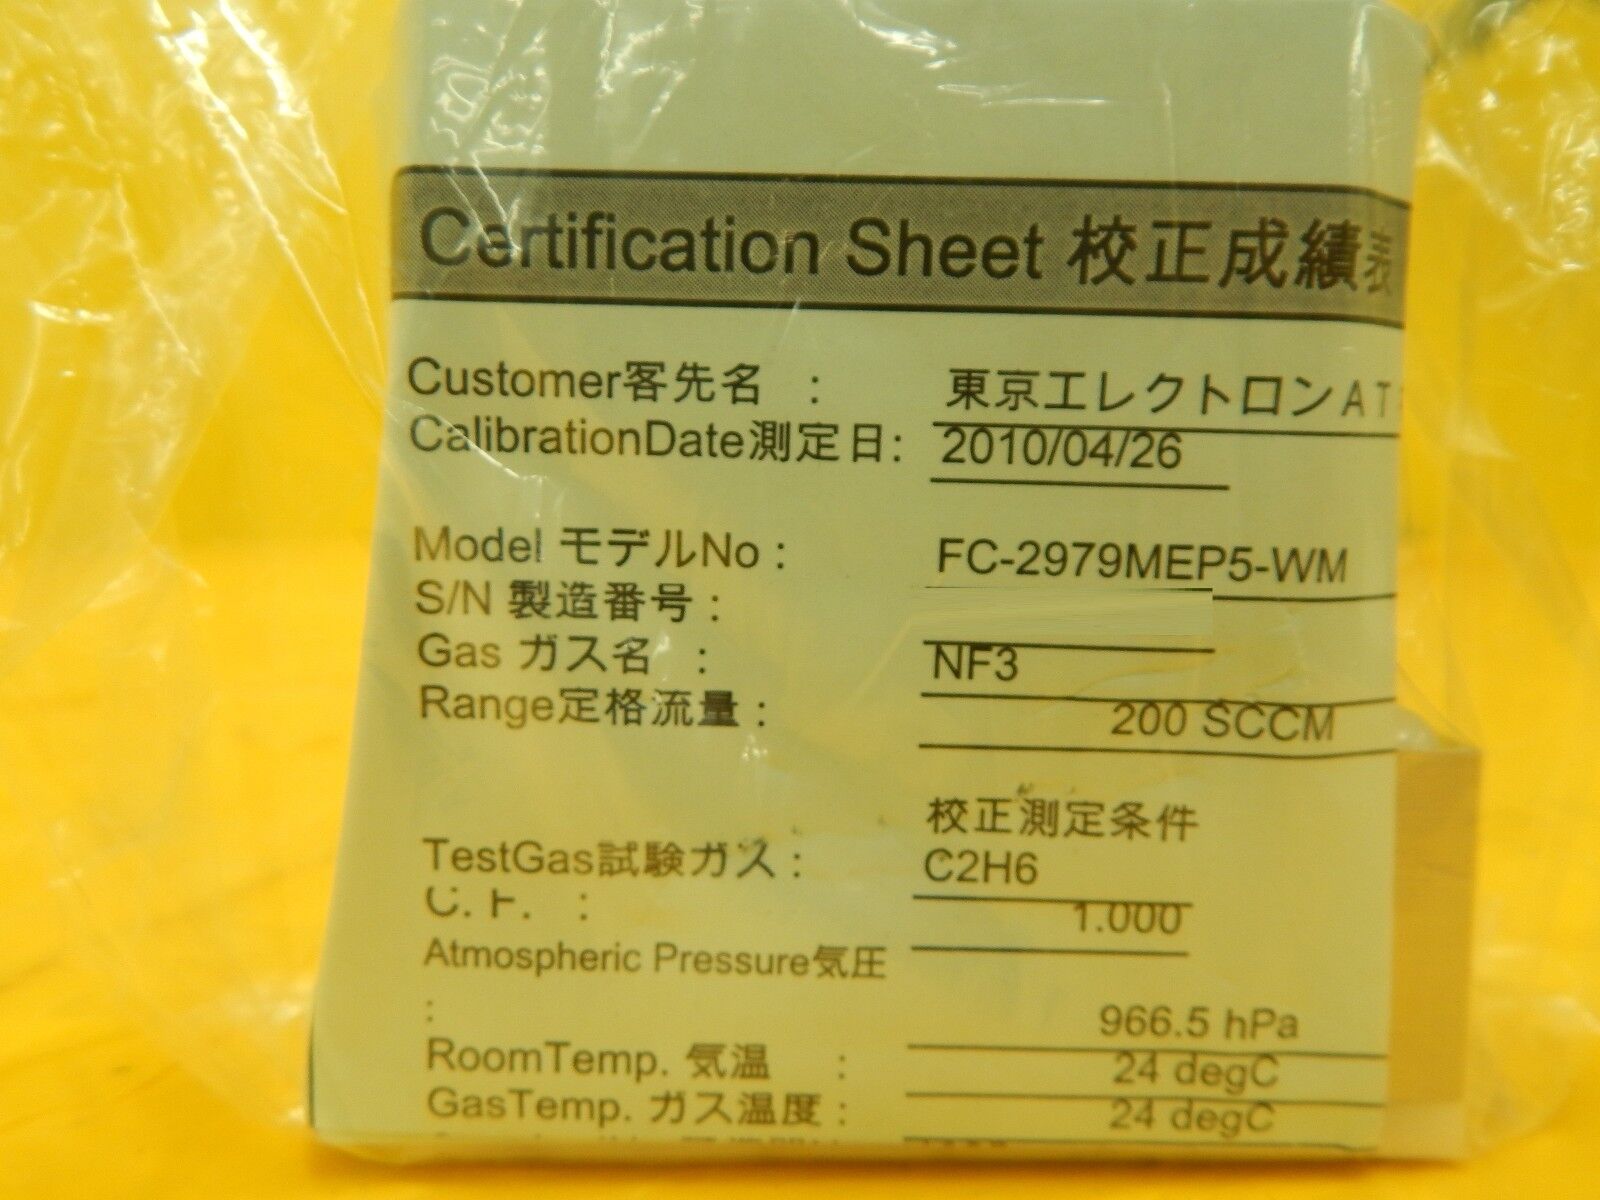 Certification Sheet 校正成績表
Customer客先名 : 東京エレクトロンAT
CalibrationDate測定日: 2010/04/26
Model モデルNo : FC-2979MEP5-WM
S/N 製造番号 :
Gas ガス名 : NF3
Range定格流量 : 200 SCCM
校正測定条件
TestGas試験ガス : C2H6
C. F. : 1.000
Atmospheric Pressure気圧
: 966.5 hPa
RoomTemp. 気温 : 24 degC
GasTemp. ガス温度 : 24 degC